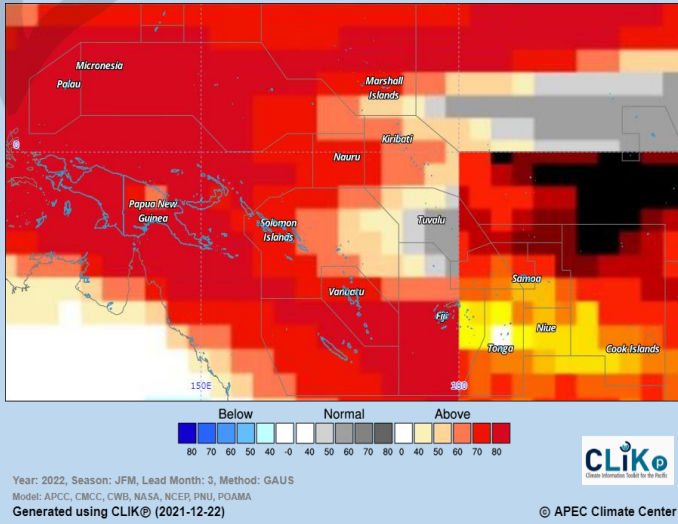 Micronesia
Palau
Marshall
Islands
0
Kiribati
Nauru
Papua New
Guinea
Solomon
Islands
Tuvalu
Samoa
Vanuatu
Fiji
Niue
Tonga
Cook Islands
150E
180
Below Normal Above
80 70 60 50 40 -0 40 50 60 70 80 0 40 50 60 70 80
CLiKP
Climate Information Toolkit for the Pacific
Year: 2022, Season: JFM, Lead Month: 3, Method: GAUS
Model: APCC, CMCC, CWB, NASA, NCEP, PNU, POAMA
Generated using CLIK℗ (2021-12-22)
© APEC Climate Center